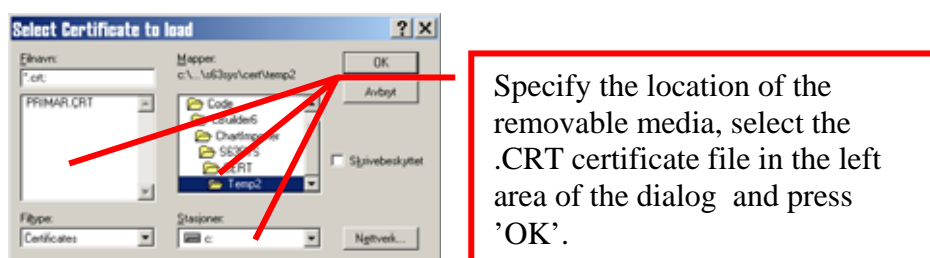 Select Certificate to load
Filnavn:
*.crt;
PRIMAR.CRT
Filtype:
Certificates
Mapper:
c:\...\s63sys\cerf\temp2
Code
CBuilder6
ChartImporter
CERT
Temp2
Stasjoner:
c:
OK
Avbryt
Skrivebeskyttet
Nettverk...
Specify the location of the
removable media, select the
.CRT certificate file in the left
area of the dialog and press
’OK’.